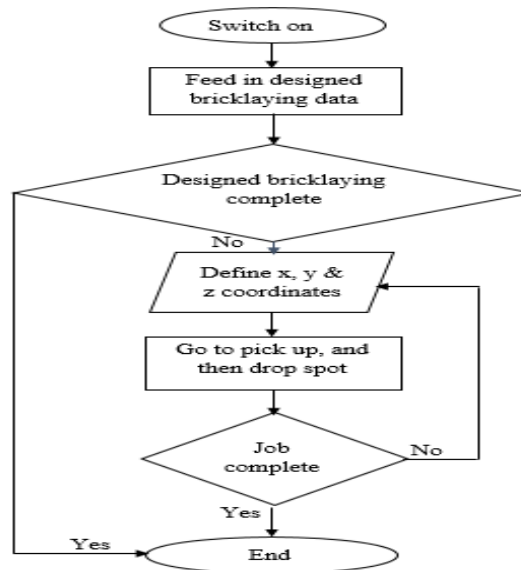 Switch on
Feed in designed
bricklaying data
Designed bricklaying
complete
No
Define x, y &
z coordinates
Go to pick up, and
then drop spot
Job
complete
No
Yes
Yes
End